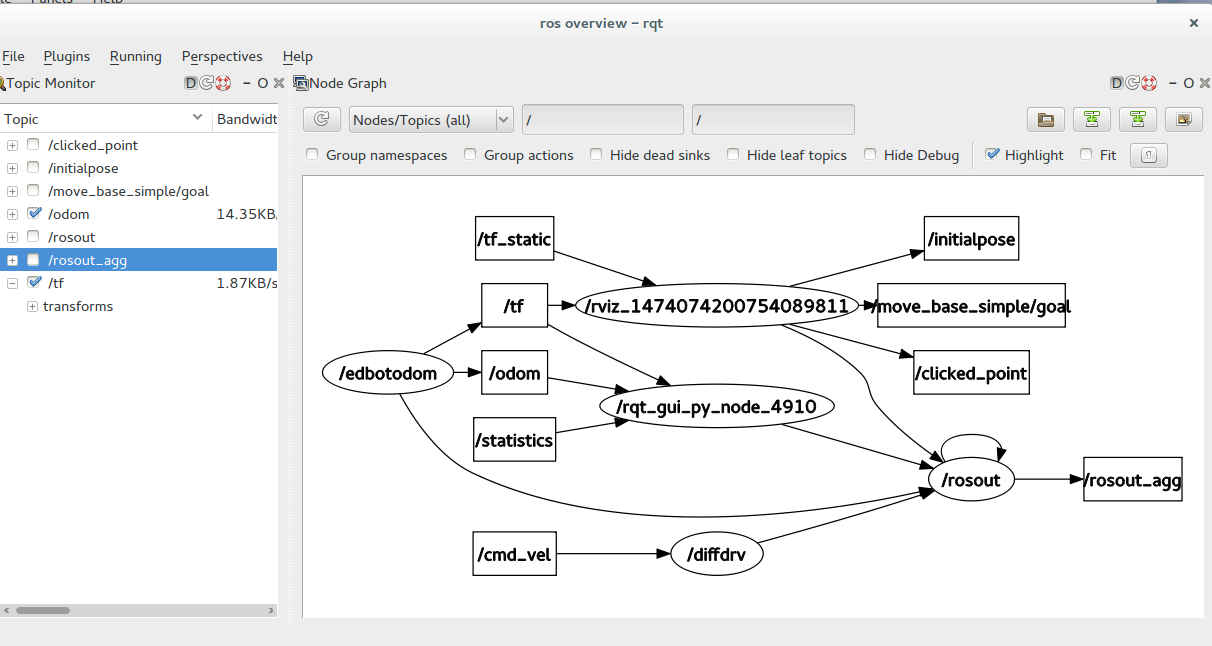 Panels Help
ros overview – rqt
File Plugins Running Perspectives Help
Topic Monitor D O
Node Graph D O
Topic Bandwidt
Nodes/Topics (all) / /
/clicked_point
Group namespaces Group actions Hide dead sinks Hide leaf topics Hide Debug Highlight Fit
/initialpose
/move_base_simple/goal
/odom 14.35KB/
/rosout
/rosout_agg
/tf 1.87KB/s
transforms
/tf_static
/initialpose
/tf
/rviz_1474074200754089811
/move_base_simple/goal
/edbotodom
/odom
/clicked_point
/rqt_gui_py_node_4910
/statistics
/rosout
/rosout_agg
/cmd_vel
/diffdrv